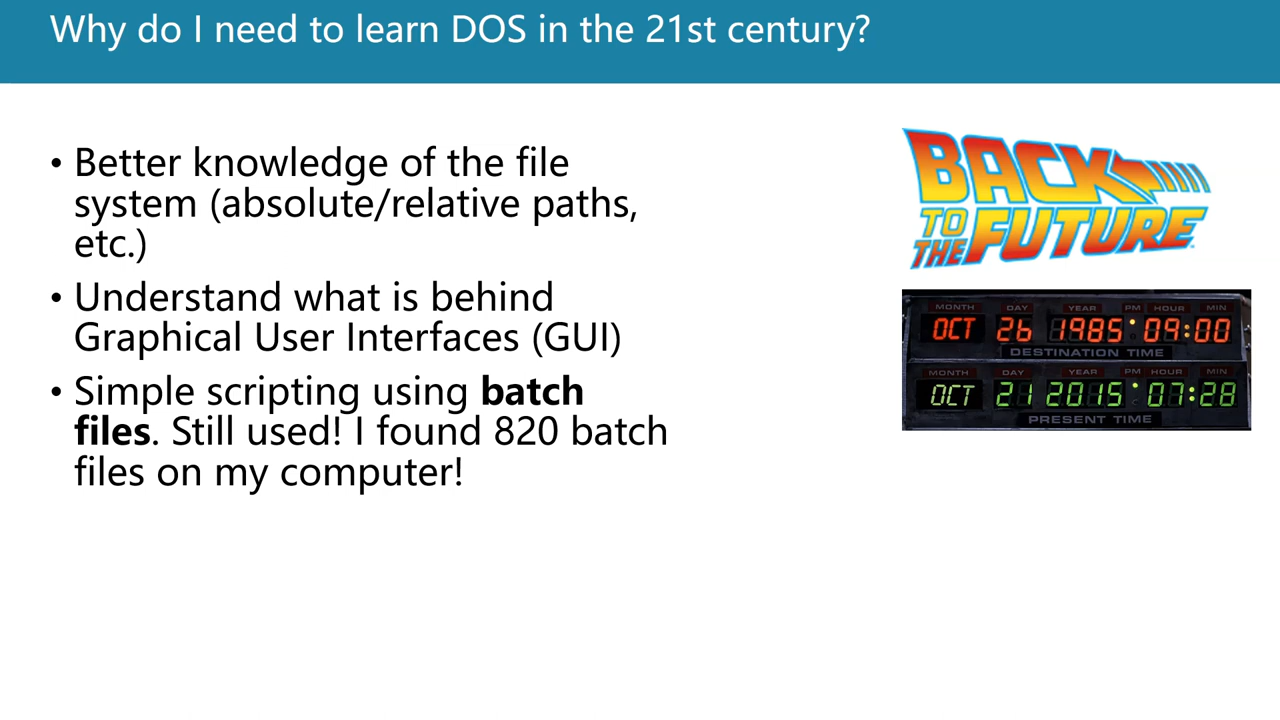 Why do I need to learn DOS in the 21st century?
• Better knowledge of the file
system (absolute/relative paths,
etc.)
• Understand what is behind
Graphical User Interfaces (GUI)
• Simple scripting using batch
files. Still used! I found 820 batch
files on my computer!
BACK
TO THE FUTURE
MONTH DAY YEAR PM HOUR MIN
OCT 26 1985 09:00
DESTINATION TIME
MONTH DAY YEAR PM HOUR MIN
OCT 21 2015 07:28
PRESENT TIME